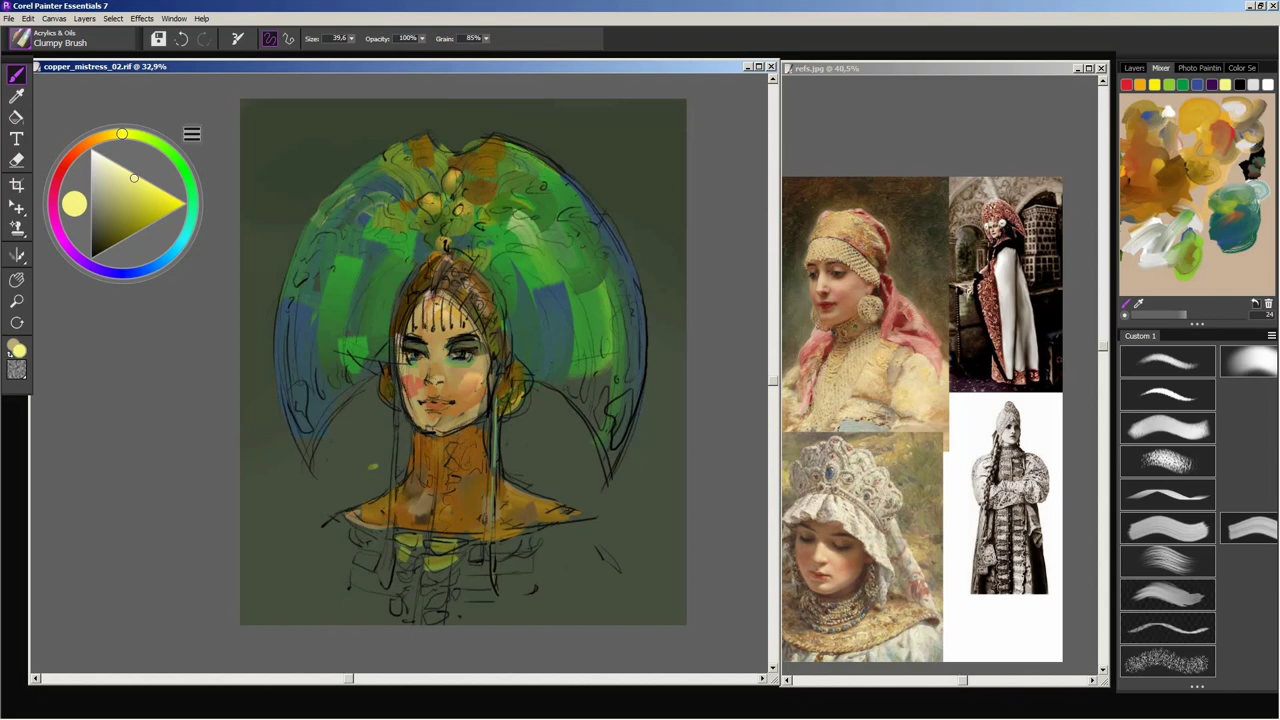 Corel Painter Essentials 7
File Edit Canvas Layers Select Effects Window Help
Acrylics & Oils
Clumpy Brush
Size: 39,6 Opacity: 100% Grain: 85%
copper_mistress_02.rif @ 32,9%
refs.jpg @ 40,5%
Layers Mixer Photo Paintin Color Se
24
Custom 1